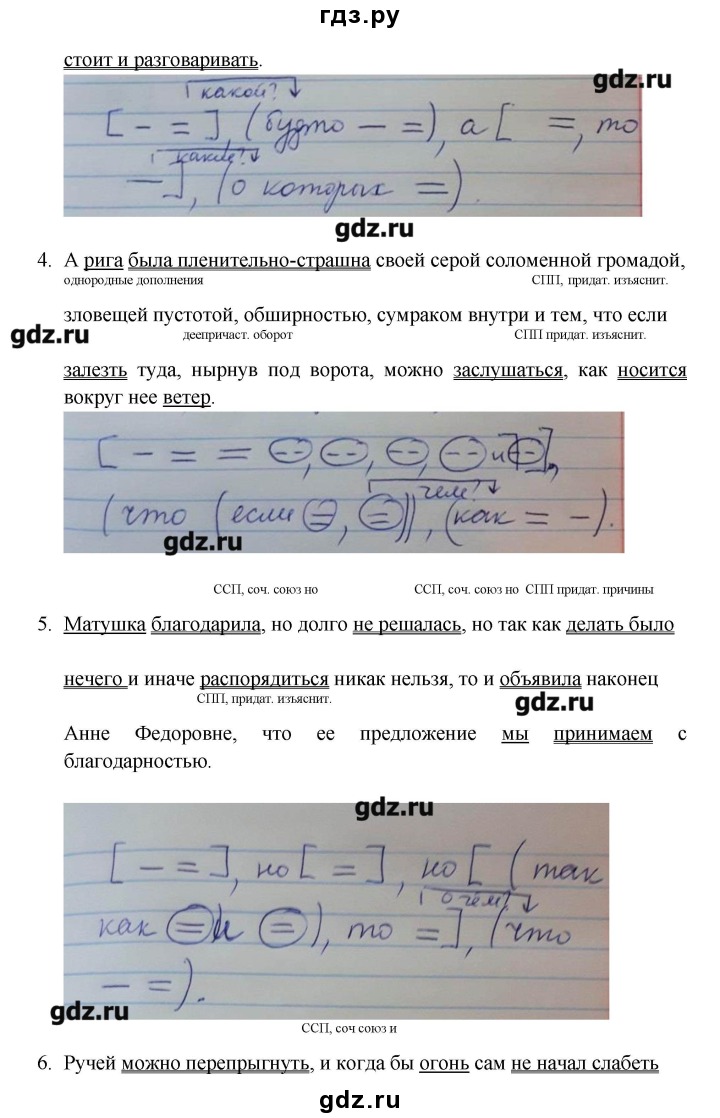 гдз.ру
стоит и разговаривать.
gdz.ru
какой?
[ – = ], (будто – =), а [ =, то
какие?
– ], (о которых =).
gdz.ru
4. А рига была пленительно-страшна своей серой соломенной громадой,
однородные дополнения СПП, придат. изъяснит.
зловещей пустотой, обширностью, сумраком внутри и тем, что если
gdz.ru
деепричаст. оборот СПП придат. изъяснит.
залезть туда, нырнув под ворота, можно заслушаться, как носится
вокруг нее ветер.
чем?
(что (если =, =)), (как = –).
gdz.ru
ССП, соч. союз но ССП, соч. союз но СПП придат. причины
5. Матушка благодарила, но долго не решалась, но так как делать было
нечего и иначе распорядиться никак нельзя, то и объявила наконец
СПП, придат. изъяснит.
gdz.ru
Анне Федоровне, что ее предложение мы принимаем с
благодарностью.
gdz.ru
[ – = ], но [ = ], но [ (так
о чём?
как = и =), то = ], (что
– =).
gdz.ru
ССП, соч союз и
6. Ручей можно перепрыгнуть, и когда бы огонь сам не начал слабеть
gdz.ru